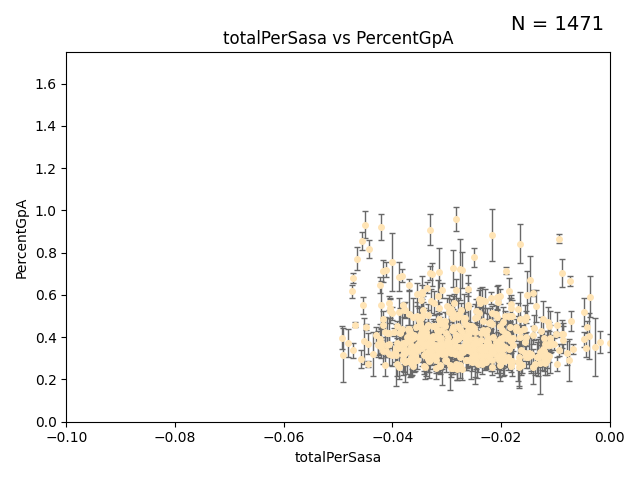 N = 1471
totalPerSasa vs PercentGpA
PercentGpA
1.6
1.4
1.2
1.0
0.8
0.6
0.4
0.2
0.0
−0.10 −0.08 −0.06 −0.04 −0.02 0.00
totalPerSasa